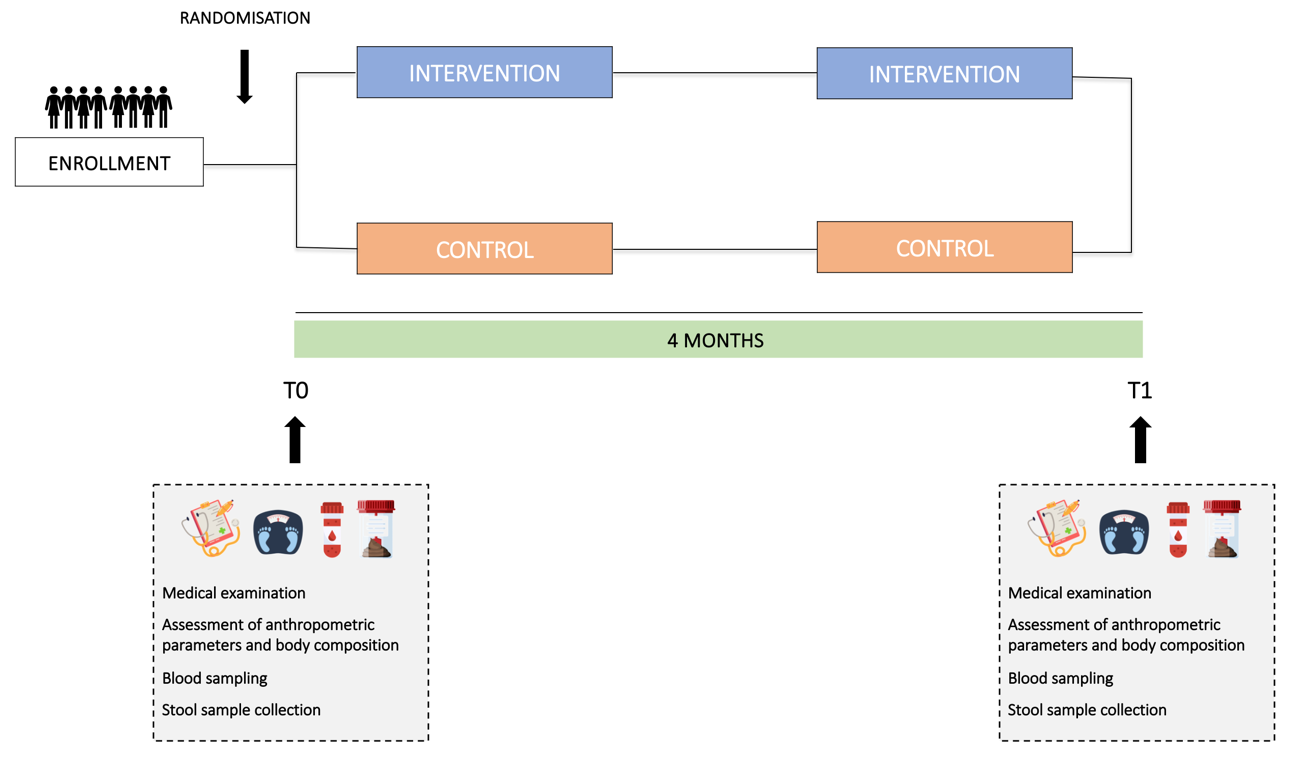 RANDOMISATION
INTERVENTION
INTERVENTION
ENROLLMENT
CONTROL
CONTROL
4 MONTHS
T0
T1
Medical examination
Assessment of anthropometric
parameters and body composition
Blood sampling
Stool sample collection
Medical examination
Assessment of anthropometric
parameters and body composition
Blood sampling
Stool sample collection